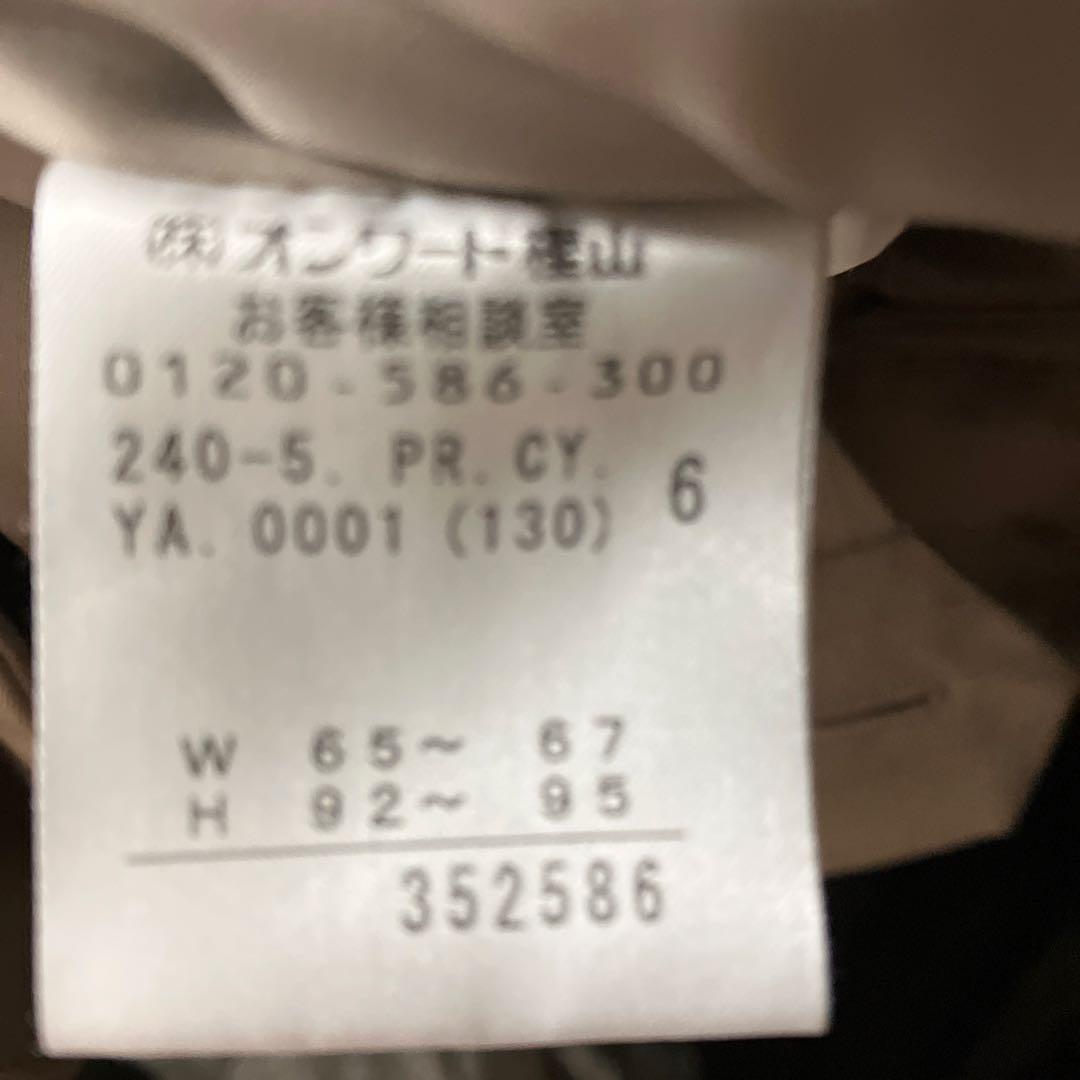 (株)オンワード樫山
お客様相談室
0120-586-300
240-5. PR. CY. 6
YA. 0001 (130)
W 65~ 67
H 92~ 95
352586